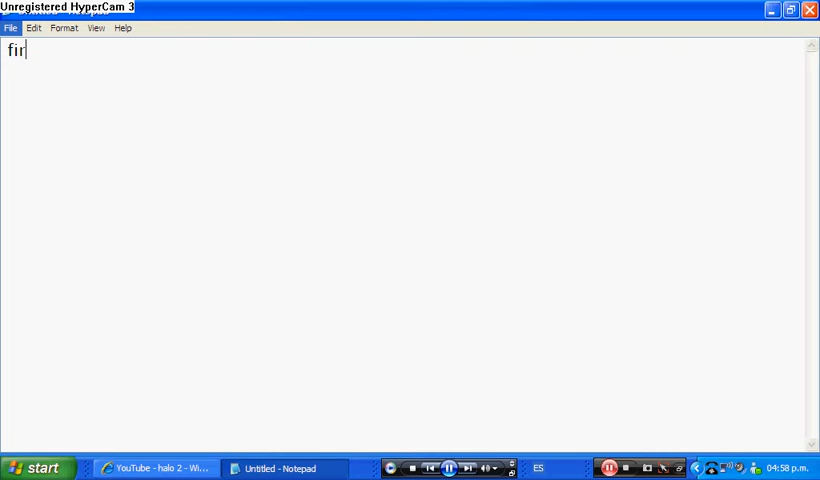 Unregistered HyperCam 3
File Edit Format View Help
fir
start YouTube - halo 2 - Wi... Untitled - Notepad ES 04:58 p.m.